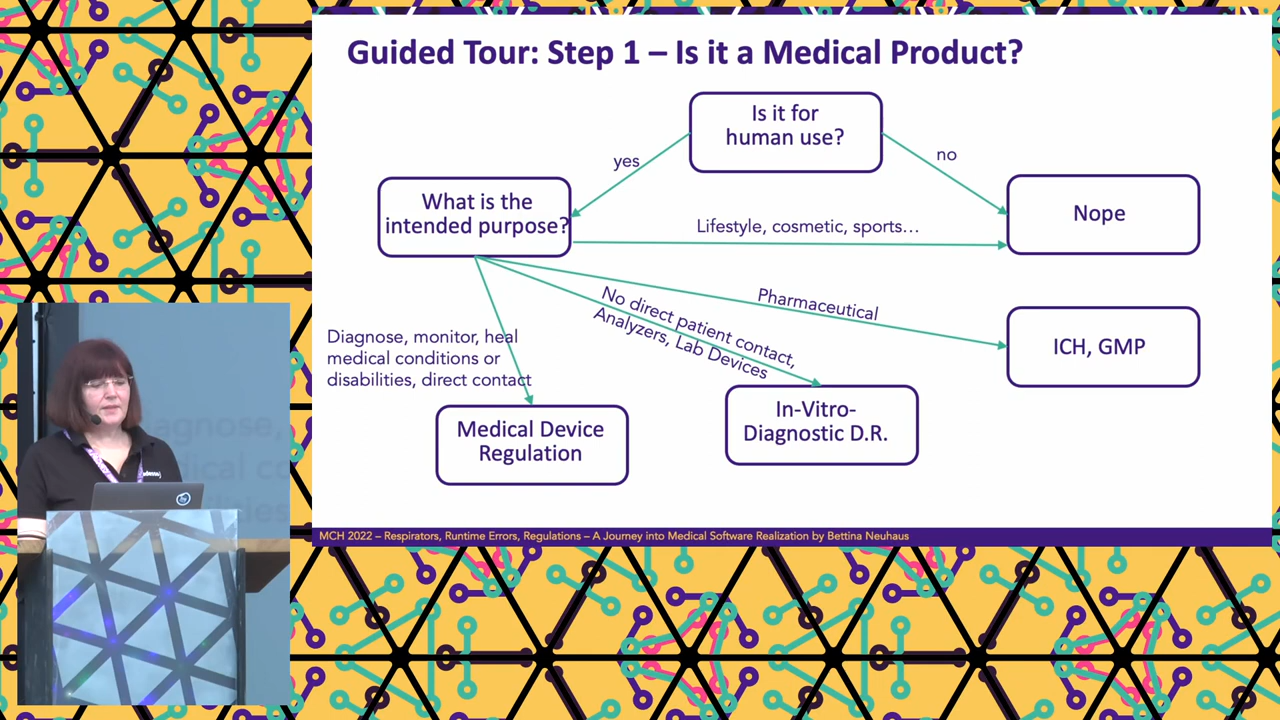 Guided Tour: Step 1 – Is it a Medical Product?
Is it for
human use?
yes
no
What is the
intended purpose?
Nope
Lifestyle, cosmetic, sports...
Pharmaceutical
No direct patient contact,
Analyzers, Lab Devices
ICH, GMP
Diagnose, monitor, heal
medical conditions or
disabilities, direct contact
Medical Device
Regulation
In-Vitro-
Diagnostic D.R.
MCH 2022 – Respirators, Runtime Errors, Regulations – A Journey into Medical Software Realization by Bettina Neuhaus